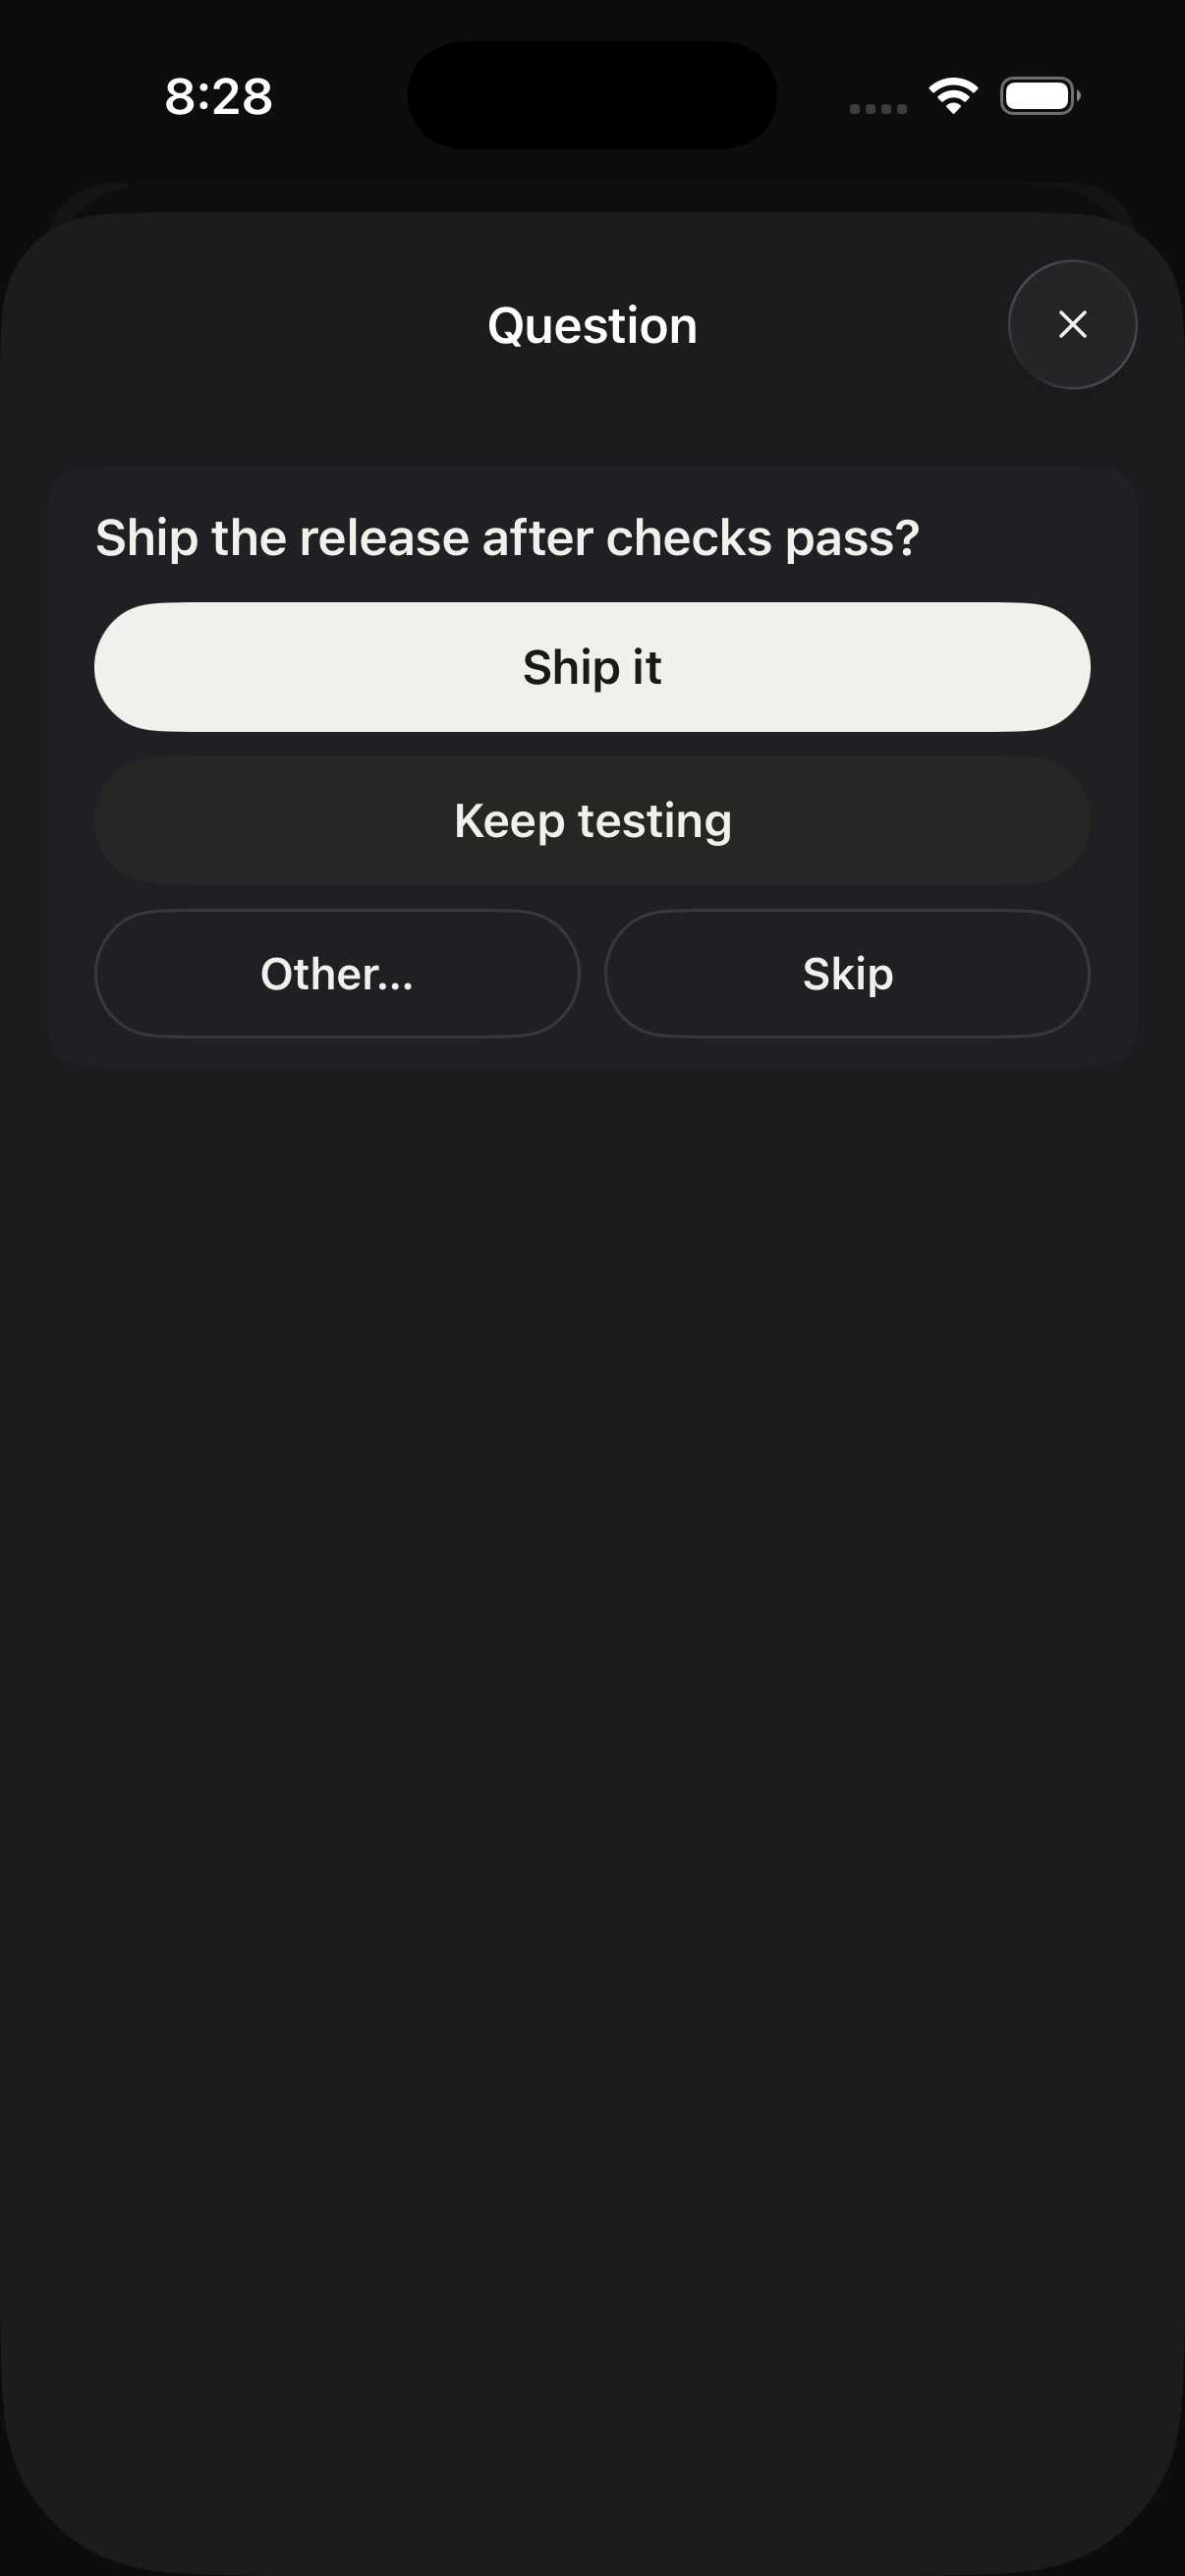 8:28
Question
Ship the release after checks pass?
Ship it
Keep testing
Other...
Skip